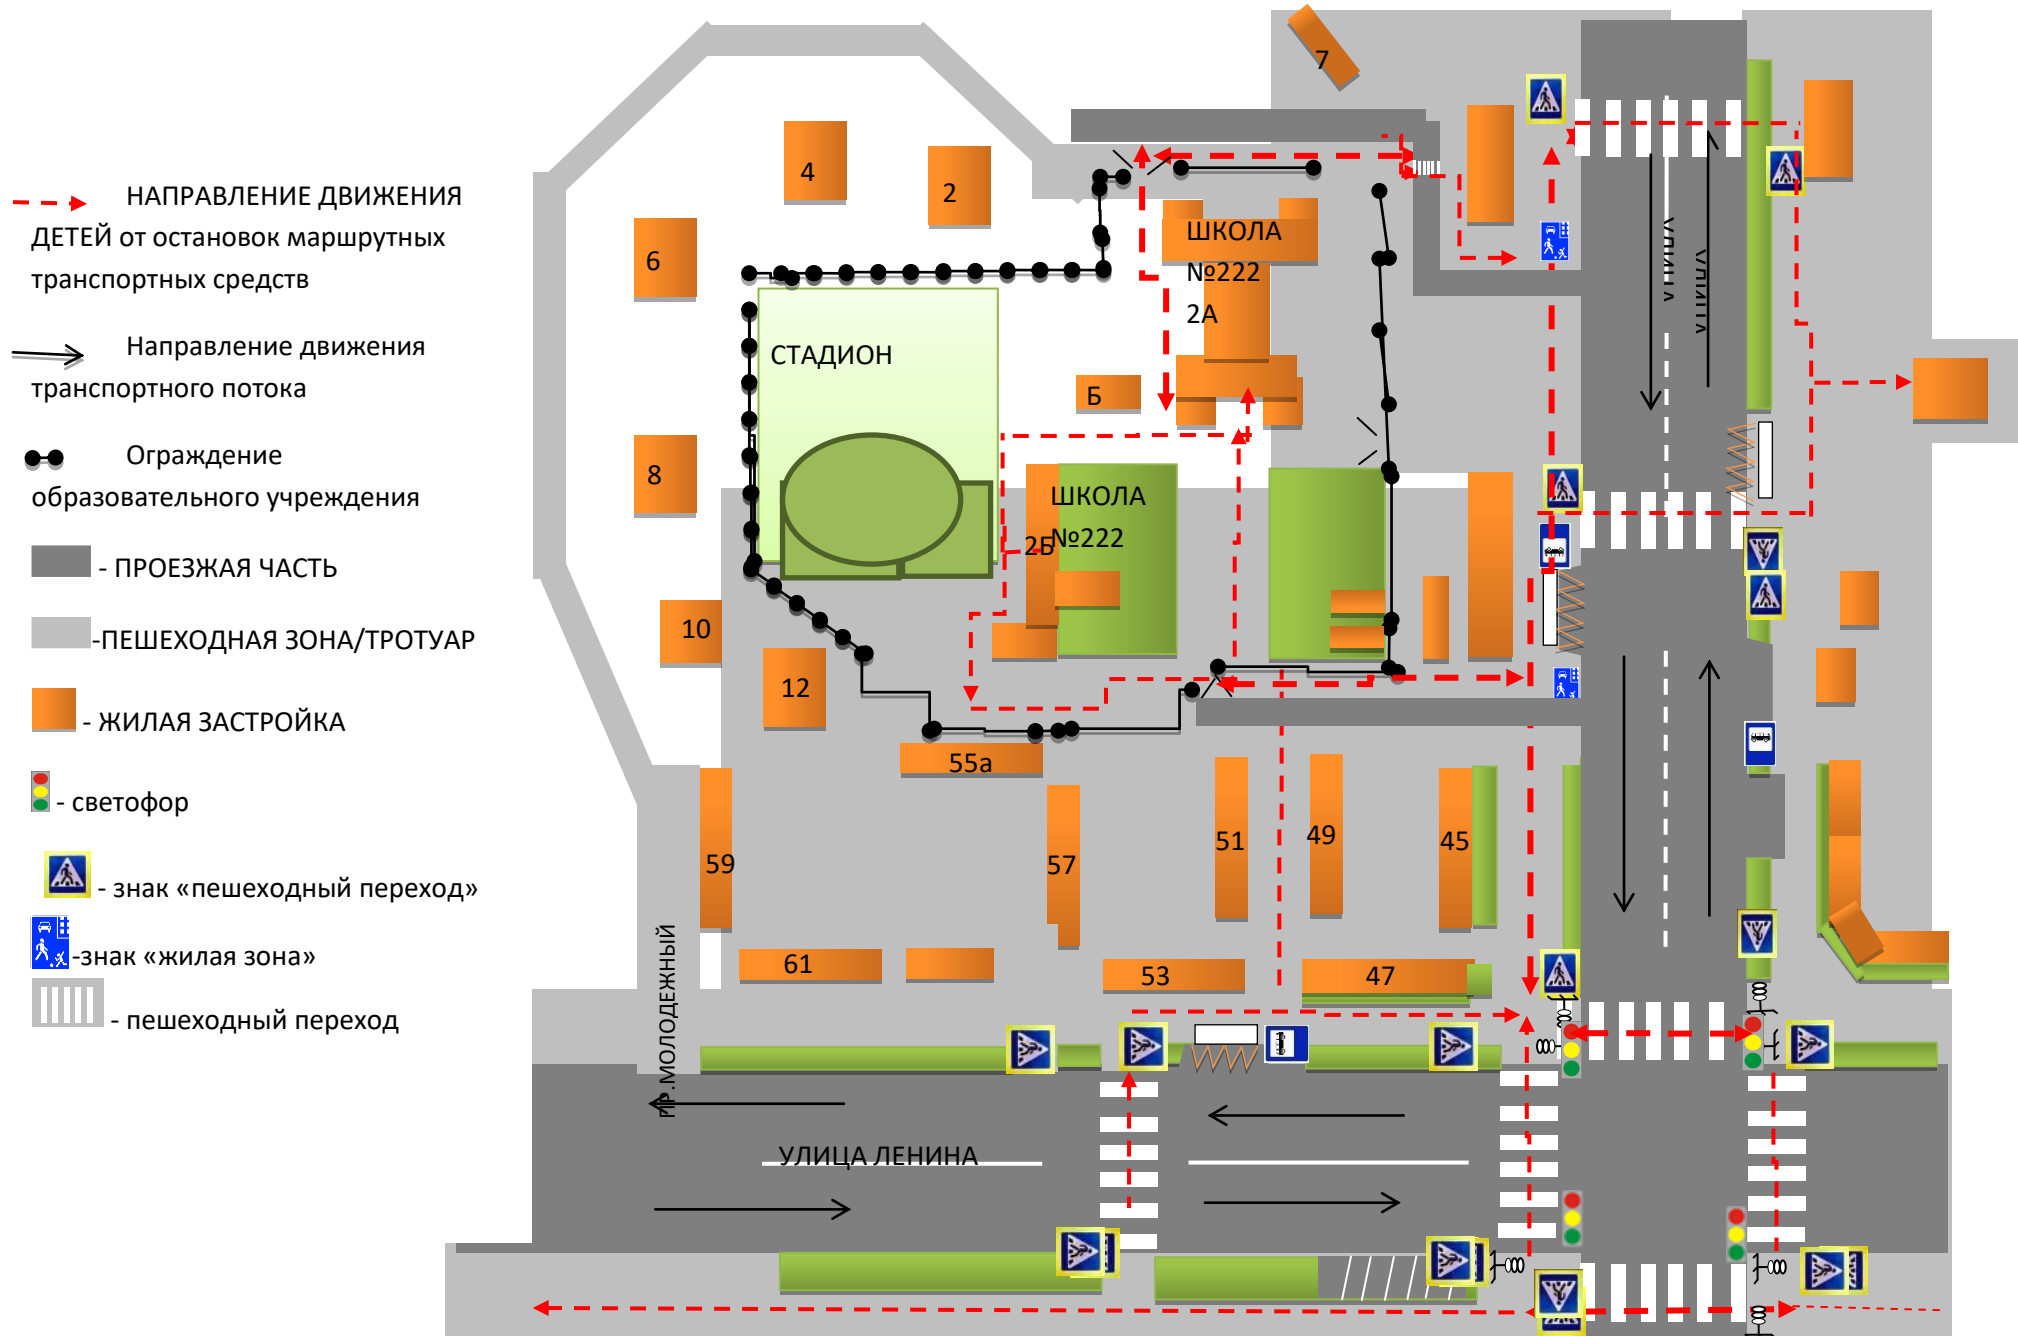 НАПРАВЛЕНИЕ ДВИЖЕНИЯ
ДЕТЕЙ от остановок маршрутных
транспортных средств
Направление движения
транспортного потока
Ограждение
образовательного учреждения
- ПРОЕЗЖАЯ ЧАСТЬ
-ПЕШЕХОДНАЯ ЗОНА/ТРОТУАР
- ЖИЛАЯ ЗАСТРОЙКА
- светофор
- знак «пешеходный переход»
-знак «жилая зона»
- пешеходный переход
7
4
2
6
ШКОЛА
№222
2А
СТАДИОН
Б
8
ШКОЛА
№222
2Б
10
12
55а
59
57
51
49
45
61
53
47
ПР.МОЛОДЕЖНЫЙ
УЛИЦА ЛЕНИНА
УЛИЦА
УЛИЦА